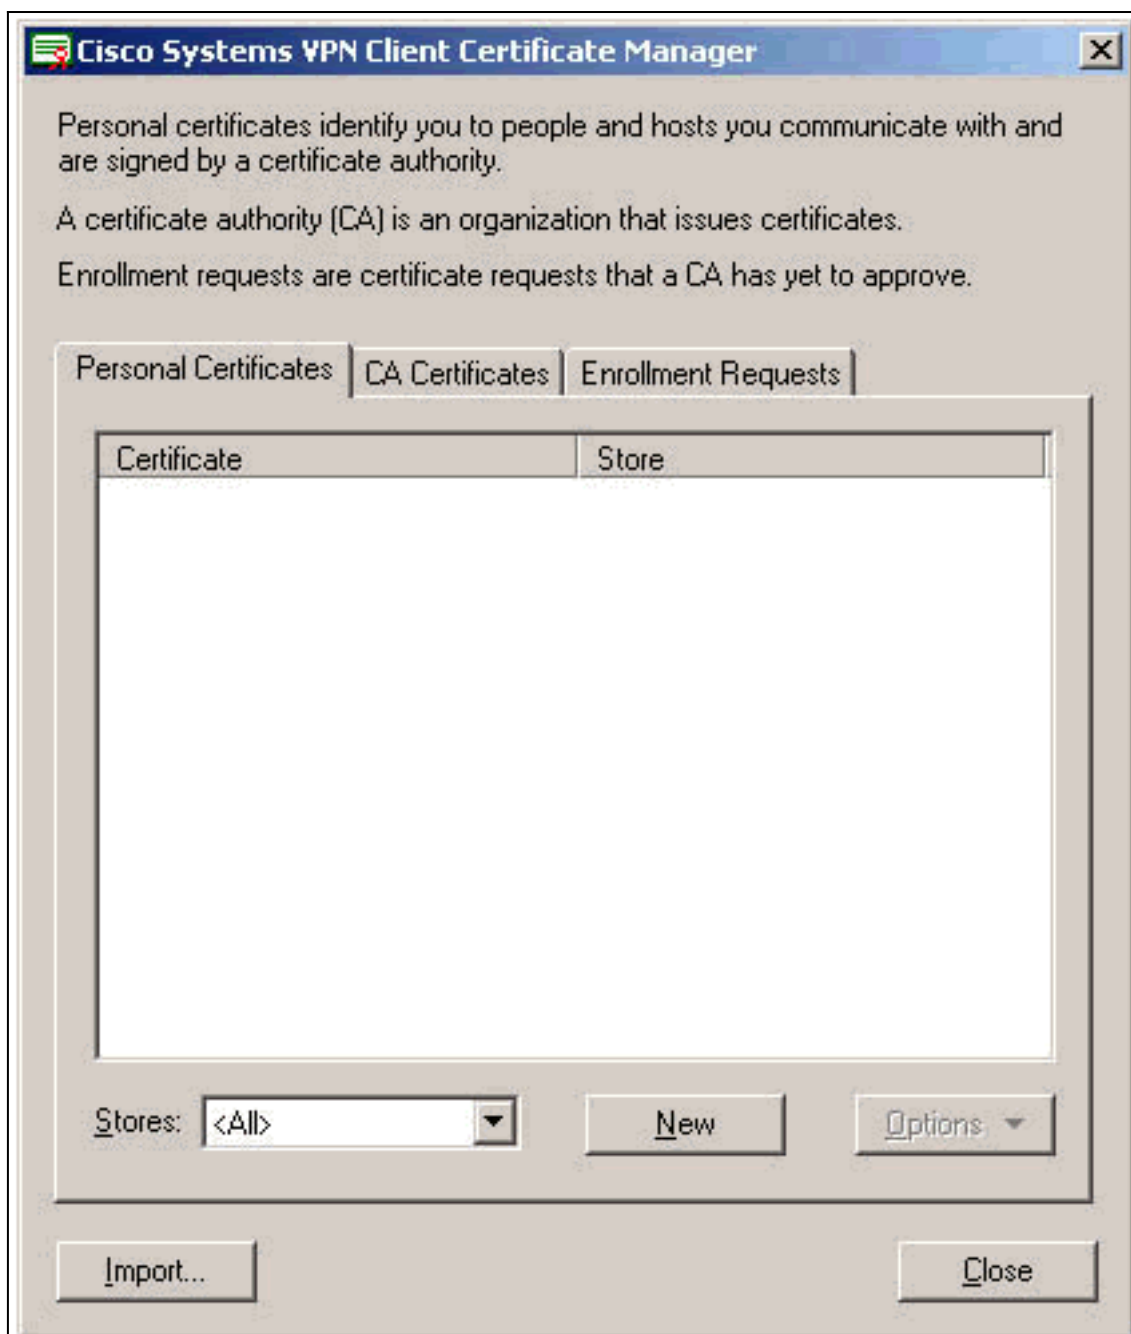 Cisco Systems VPN Client Certificate Manager
Personal certificates identify you to people and hosts you communicate with and
are signed by a certificate authority.
A certificate authority (CA) is an organization that issues certificates.
Enrollment requests are certificate requests that a CA has yet to approve.
Personal Certificates CA Certificates Enrollment Requests
Certificate Store
Stores: <All> New Options
Import... Close